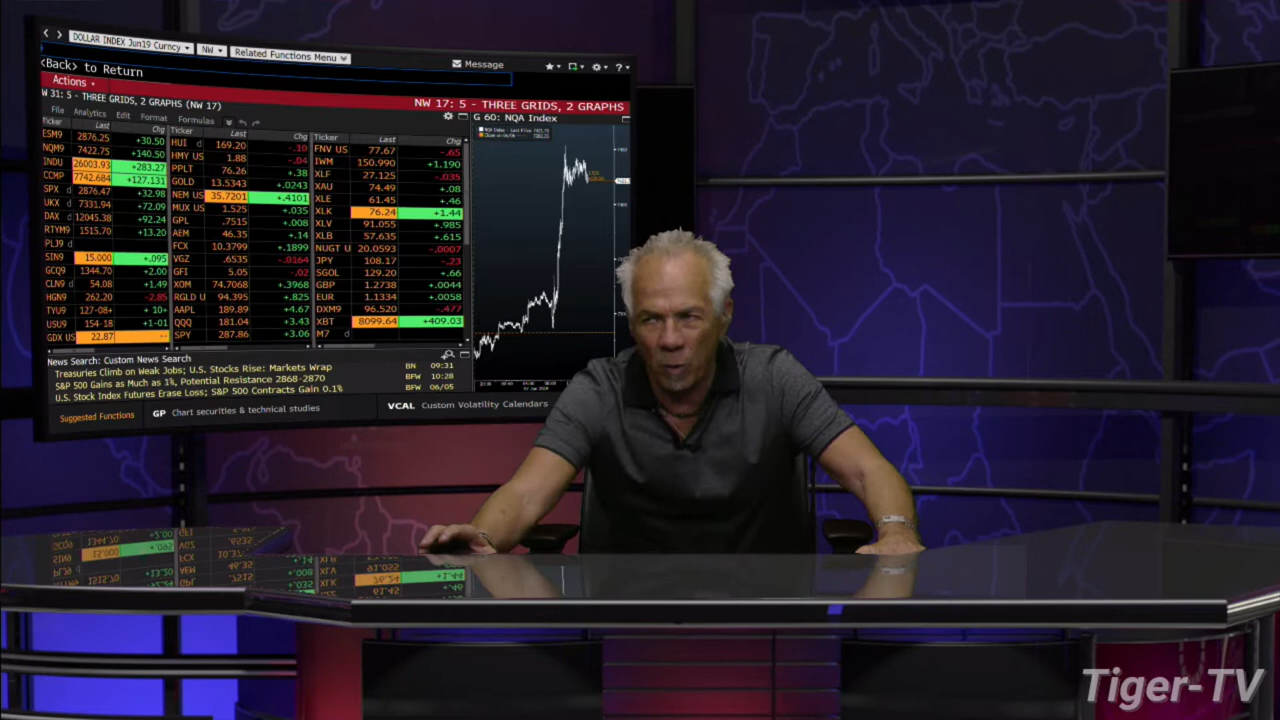 DOLLAR INDEX Jun19 Curncy NW Related Functions Menu
Message
<Back> to Return
Actions
W 31: 5 - THREE GRIDS, 2 GRAPHS (NW 17) NW 17: 5 - THREE GRIDS, 2 GRAPHS
File Analytics Edit Format Formulas G 60: NQA Index
Ticker Last Chg Ticker Last Chg Ticker Last Chg
ESM9 2876.25 +30.50 HUI d 169.20 -.10 FNV US 77.67 -.65
NQM9 7422.75 +140.50 HMY US 1.88 -.04 IWM 150.990 +1.190
INDU 26003.93 +283.27 PPLT 76.26 +.38 XLF 27.125 -.035
CCMP 7742.684 +127.131 GOLD 13.5343 +.0243 XAU 74.49 +.08
SPX d 2876.47 +32.98 NEM US 35.7201 +.4101 XLE 61.45 +.46
UKX d 7331.94 +72.09 MUX US 1.525 +.035 XLK 76.24 +1.44
DAX d 12045.38 +92.24 GPL .7515 +.008 XLV 91.055 +.985
RTYM9 1515.70 +13.20 AEM 46.35 +.14 XLB 57.635 +.615
PLJ9 d FCX 10.3799 +.1899 NUGT U 20.0593 -.0007
SIN9 15.000 +.095 VGZ .6535 -.0164 JPY 108.17 -.23
GCQ9 1344.70 +2.00 GFI 5.05 -.02 SGOL 129.20 +.66
CLN9 d 54.08 +1.49 XOM 74.7068 +.3968 GBP 1.2738 +.0044
HGN9 262.20 -2.85 RGLD U 94.395 +.825 EUR 1.1334 +.0058
TYU9 127-08+ + 10+ AAPL 189.89 +4.67 DXM9 96.520 -.477
USU9 154-18 +1-01 QQQ 181.04 +3.43 XBT 8099.64 +409.03
GDX US 22.87 -- SPY 287.86 +3.06 M7 d
News Search: Custom News Search
Treasuries Climb on Weak Jobs; U.S. Stocks Rise: Markets Wrap BN 09:31
S&P 500 Gains as Much as 1%, Potential Resistance 2868-2870 BFW 10:28
U.S. Stock Index Futures Erase Loss; S&P 500 Contracts Gain 0.1% BFW 06/05
Suggested Functions GP Chart securities & technical studies VCAL Custom Volatility Calendars
Tiger-TV